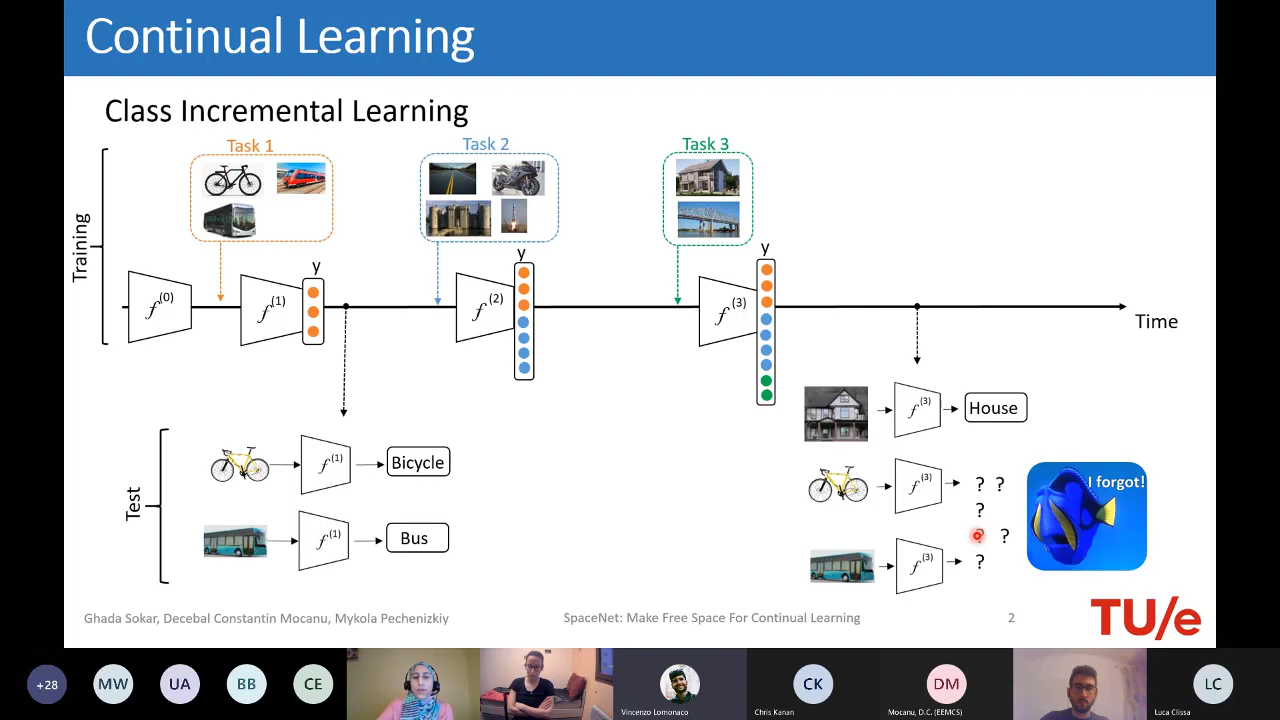 Continual Learning
Class Incremental Learning
Task 1
Task 2
Task 3
Training
y
y
y
f(0)
f(1)
f(2)
f(3)
Time
Test
f(1)
Bicycle
f(1)
Bus
f(3)
House
f(3)
? ?
?
? ?
f(3)
?
I forgot!
Ghada Sokar, Decebal Constantin Mocanu, Mykola Pechenizkiy
SpaceNet: Make Free Space For Continual Learning
2
TU/e
+28
MW
UA
BB
CE
Vincenzo Lomonaco
CK
Chris Kanan
DM
Mocanu, D.C. (EEMCS)
LC
Luca Clissa